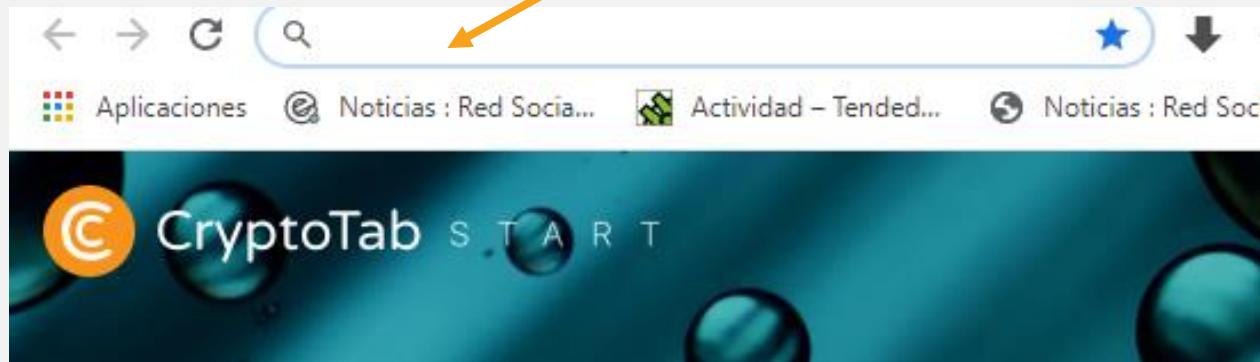 Aplicaciones Noticias : Red Socia... Actividad – Tended... Noticias : Red Soc
CryptoTab START